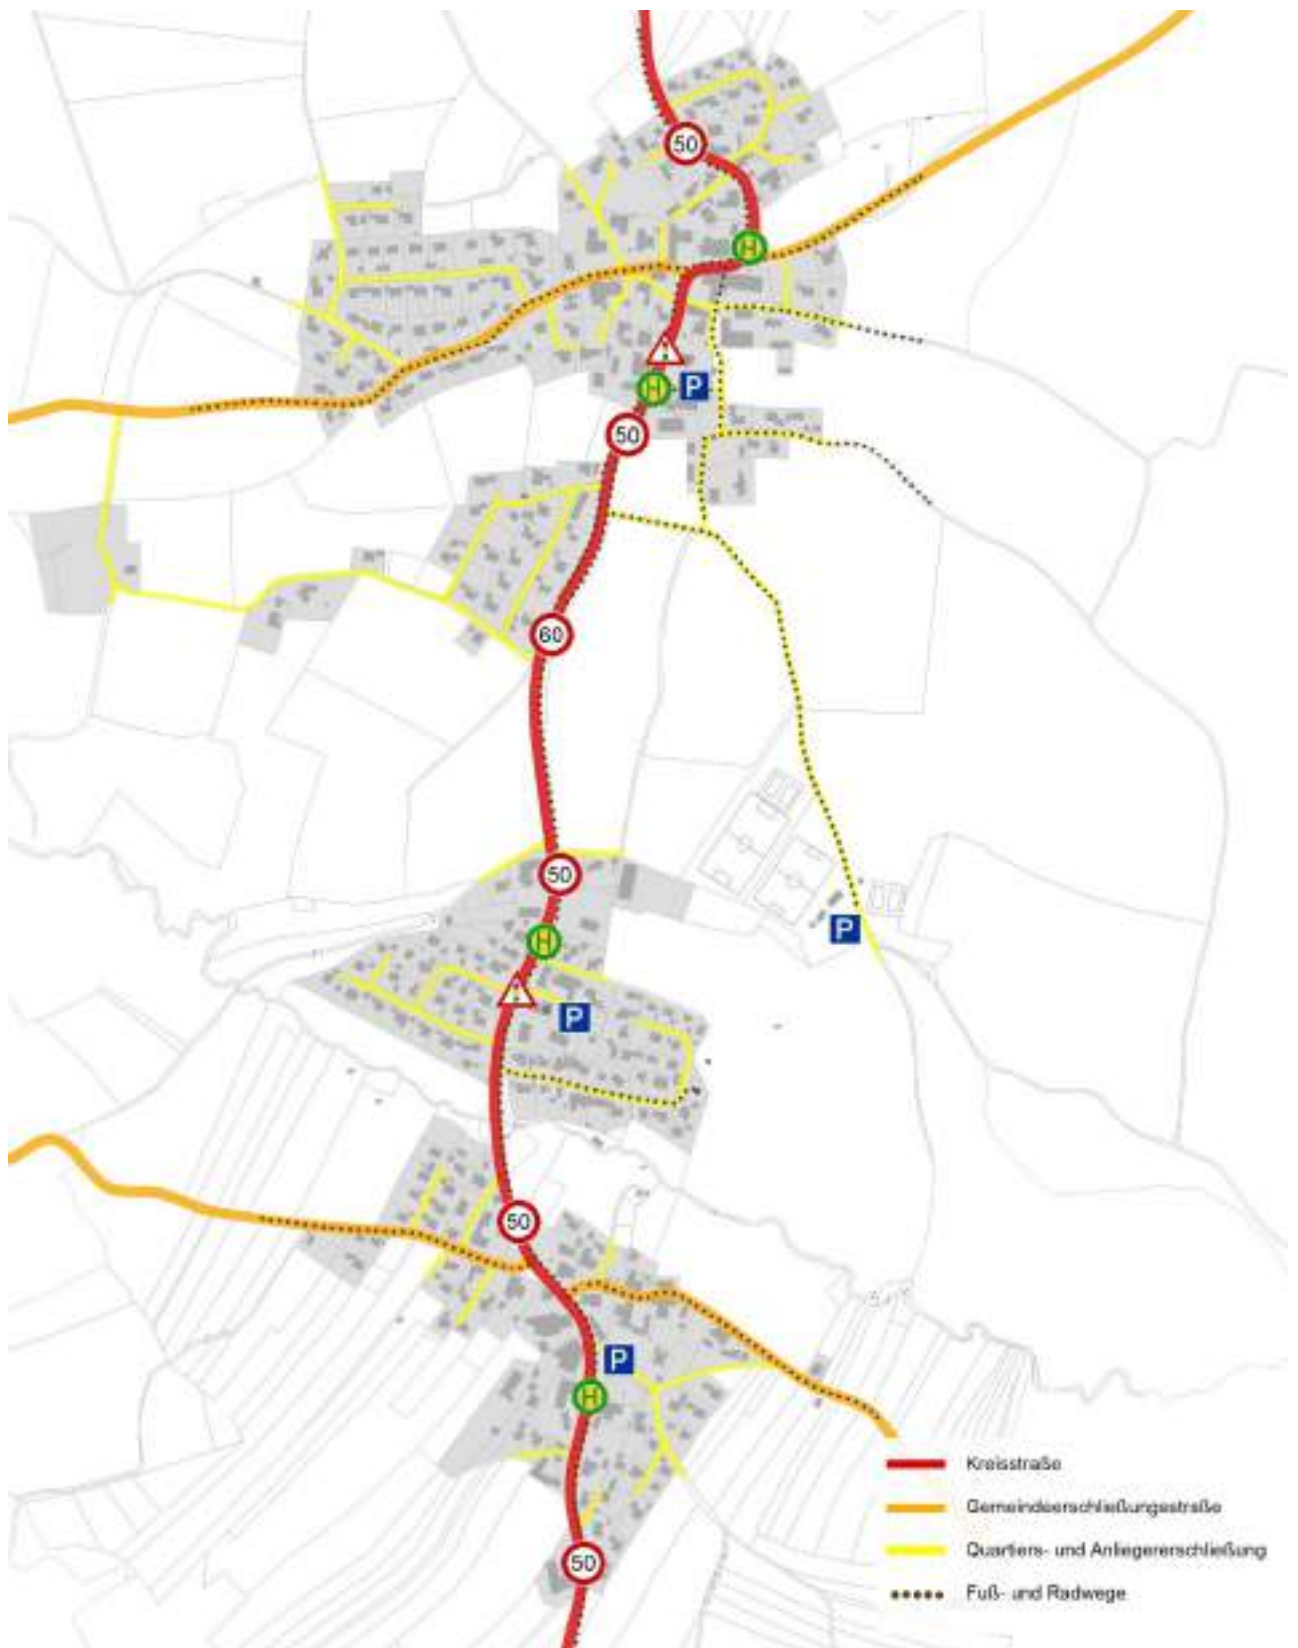 50
H
H
P
50
60
50
H
P
P
50
P
H
50
Kreisstraße
Gemeindeerschließungsstraße
Quartiers- und Anliegererschließung
Fuß- und Radwege